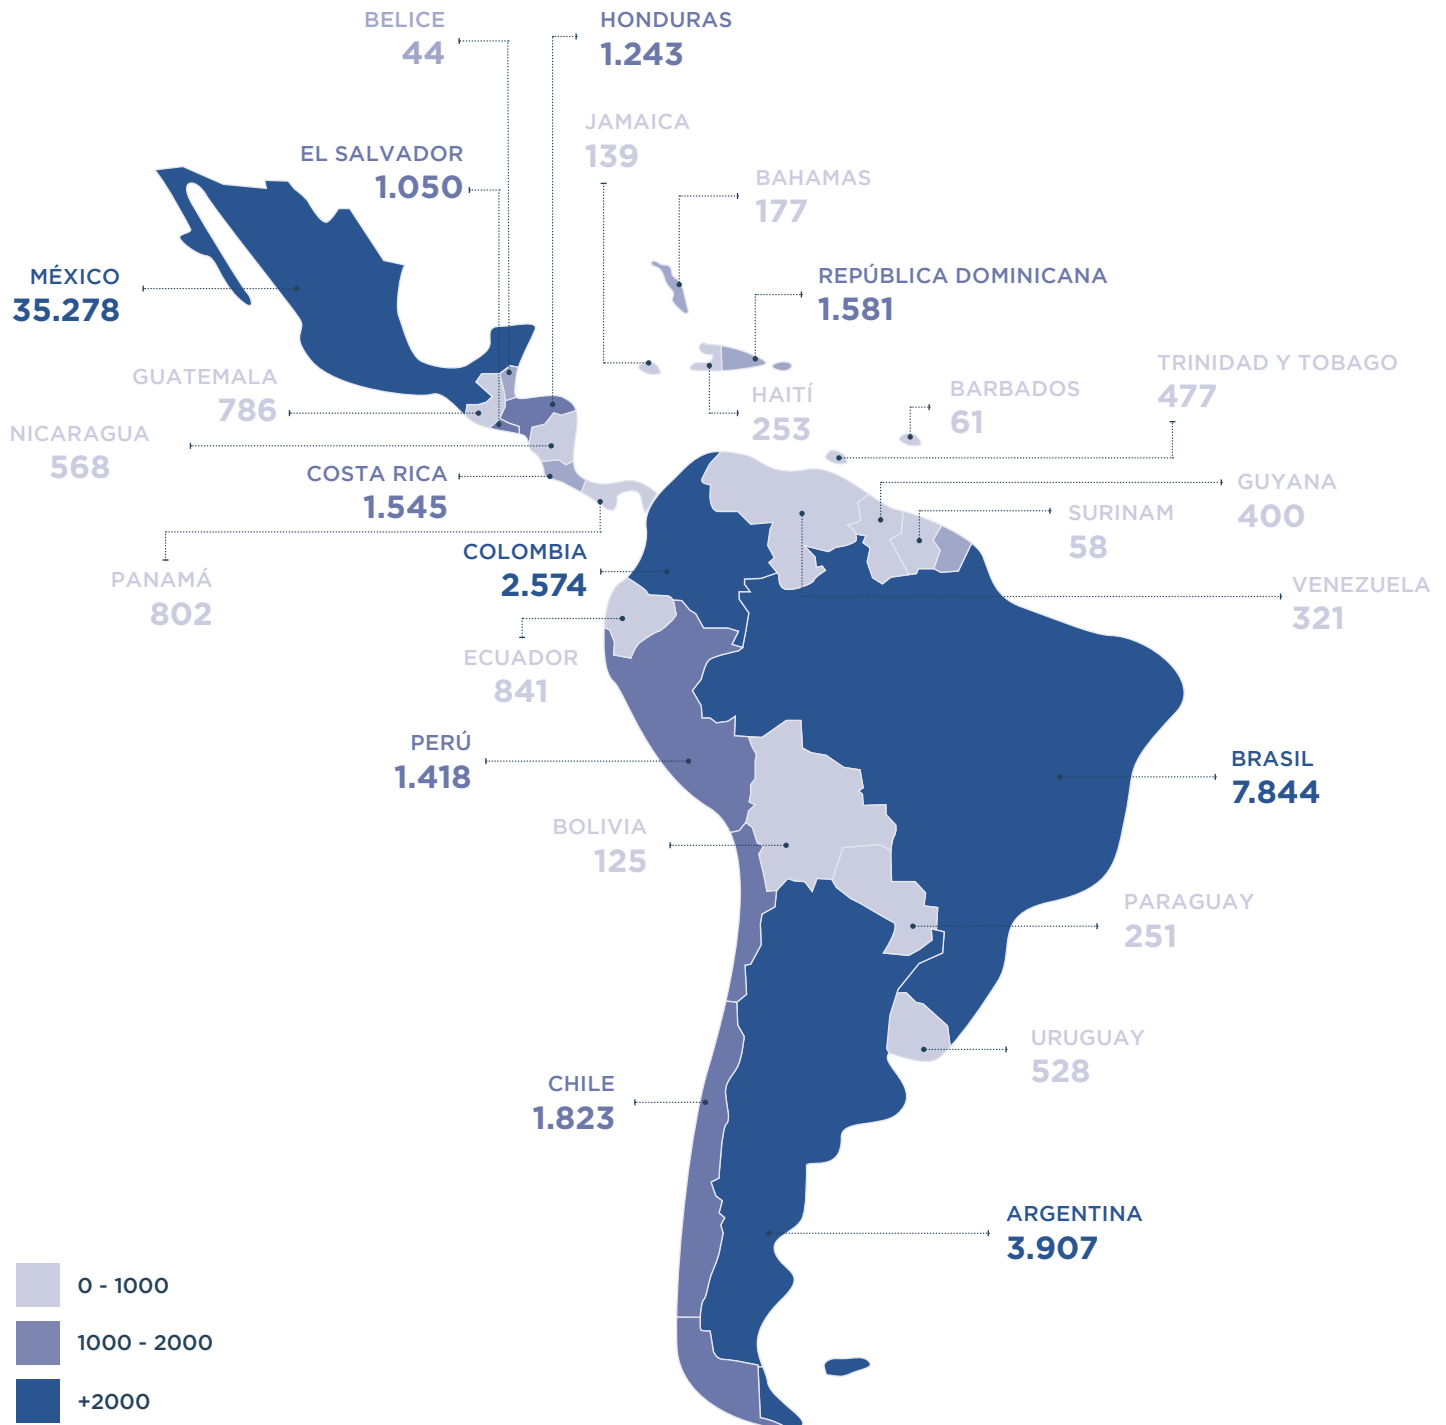 BELICE
44
HONDURAS
1.243
JAMAICA
139
EL SALVADOR
1.050
BAHAMAS
177
MÉXICO
35.278
REPÚBLICA DOMINICANA
1.581
GUATEMALA
786
HAITÍ
253
BARBADOS
61
TRINIDAD Y TOBAGO
477
NICARAGUA
568
COSTA RICA
1.545
GUYANA
400
SURINAM
58
COLOMBIA
2.574
PANAMÁ
802
VENEZUELA
321
ECUADOR
841
PERÚ
1.418
BRASIL
7.844
BOLIVIA
125
PARAGUAY
251
URUGUAY
528
CHILE
1.823
ARGENTINA
3.907
0 - 1000
1000 - 2000
+2000